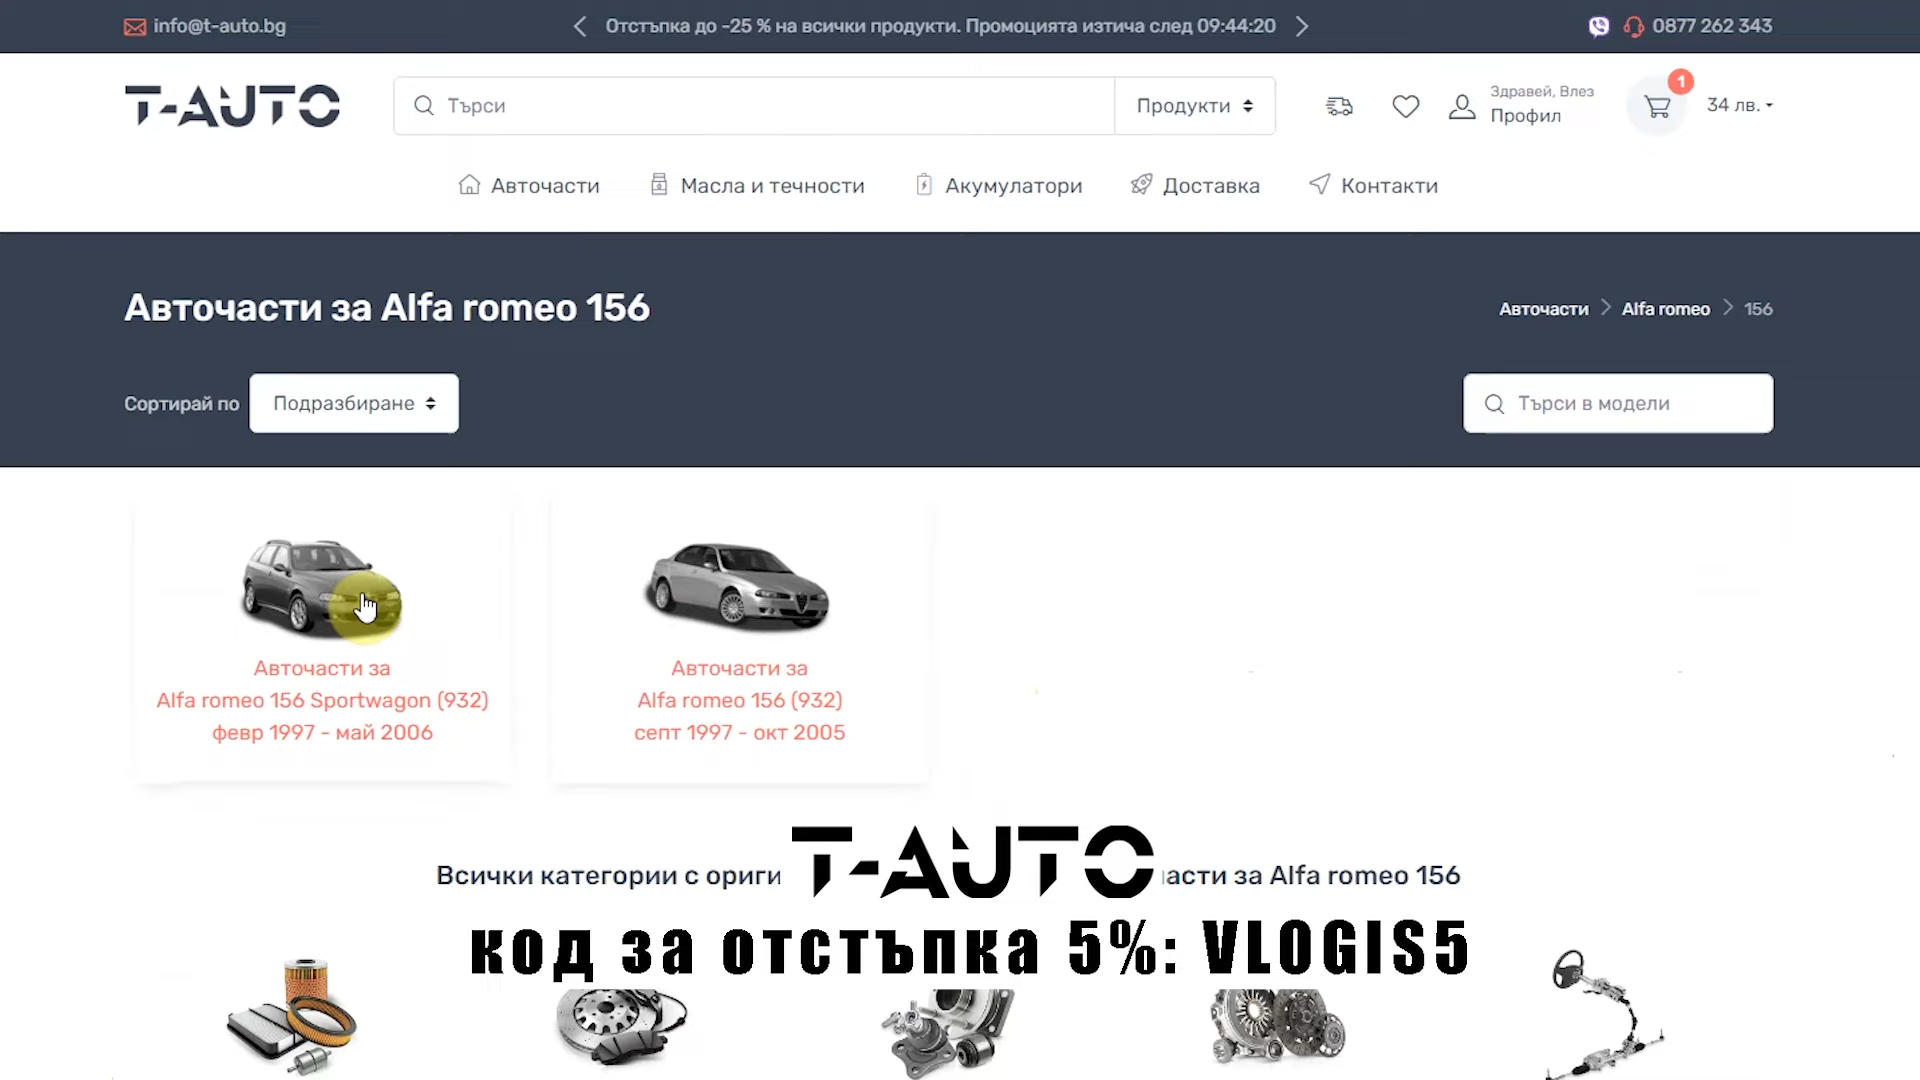 info@t-auto.bg
Отстъпка до -25 % на всички продукти. Промоцията изтича след 09:44:20
0877 262 343
T-AUTO
Търси
Продукти
Здравей, Влез
Профил
1
34 лв.
Авточасти
Масла и течности
Акумулатори
Доставка
Контакти
Авточасти за Alfa romeo 156
Авточасти > Alfa romeo > 156
Сортирай по
Подразбиране
Търси в модели
Авточасти за
Alfa romeo 156 Sportwagon (932)
февр 1997 - май 2006
Авточасти за
Alfa romeo 156 (932)
септ 1997 - окт 2005
Всички категории с ориги
T-AUTO
асти за Alfa romeo 156
код за отстъпка 5%: VLOGIS5